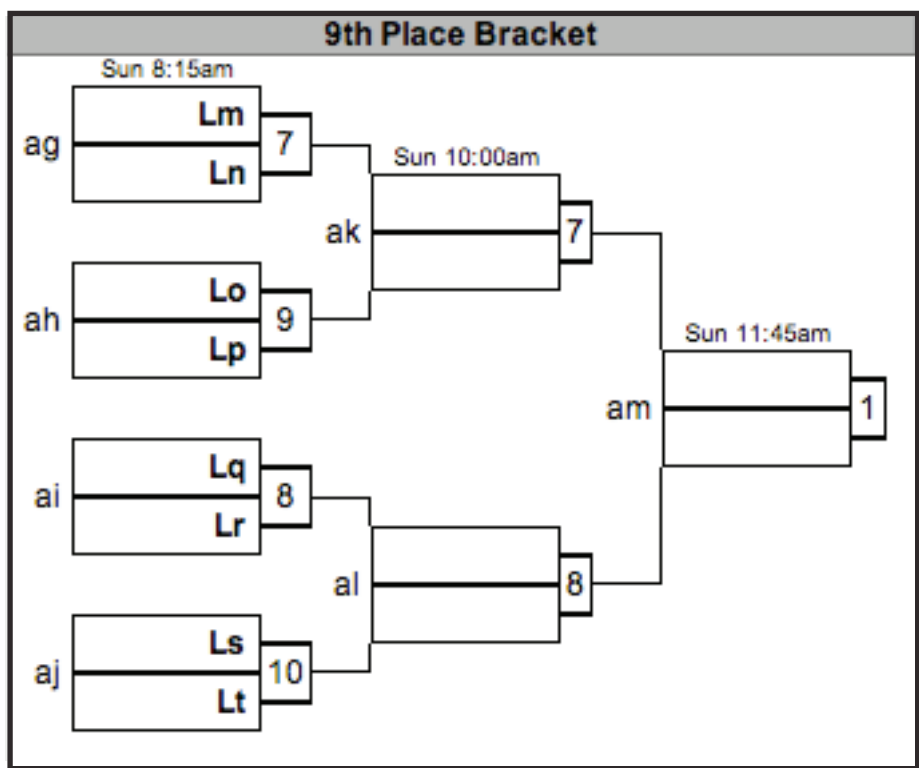 9th Place Bracket
Sun 8:15am
Lm
ag
7
Ln
Sun 10:00am
ak
7
Lo
ah
9
Lp
Sun 11:45am
am
1
Lq
ai
8
Lr
al
8
Ls
aj
10
Lt